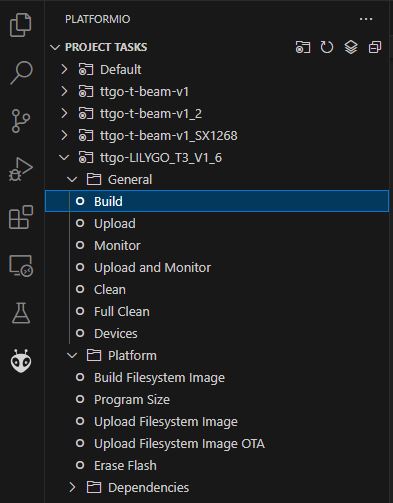 PLATFORMIO
PROJECT TASKS
Default
ttgo-t-beam-v1
ttgo-t-beam-v1_2
ttgo-t-beam-v1_SX1268
ttgo-LILYGO_T3_V1_6
General
Build
Upload
Monitor
Upload and Monitor
Clean
Full Clean
Devices
Platform
Build Filesystem Image
Program Size
Upload Filesystem Image
Upload Filesystem Image OTA
Erase Flash
Dependencies